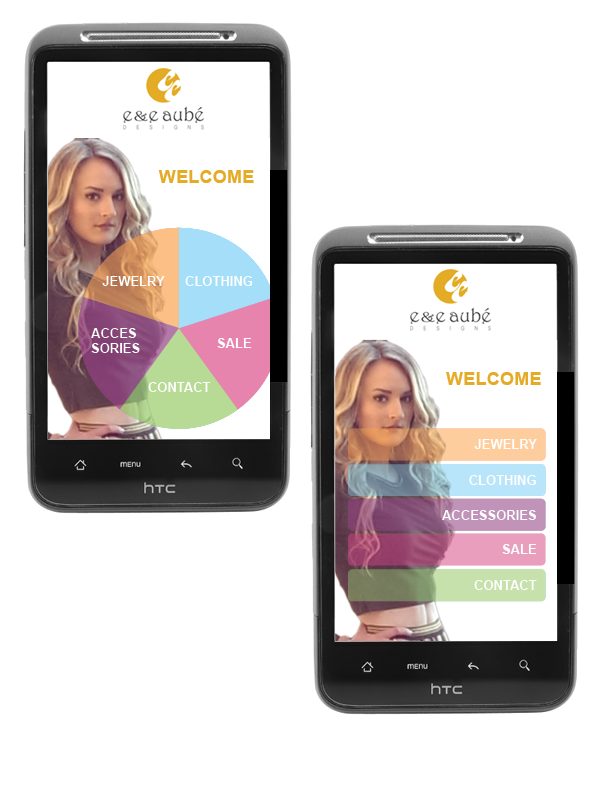 e&e aubé
DESIGNS
WELCOME
JEWELRY
CLOTHING
ACCES
SORIES
SALE
CONTACT
MENU
hTC
e&e aubé
DESIGNS
WELCOME
JEWELRY
CLOTHING
ACCESSORIES
SALE
CONTACT
MENU
hTC